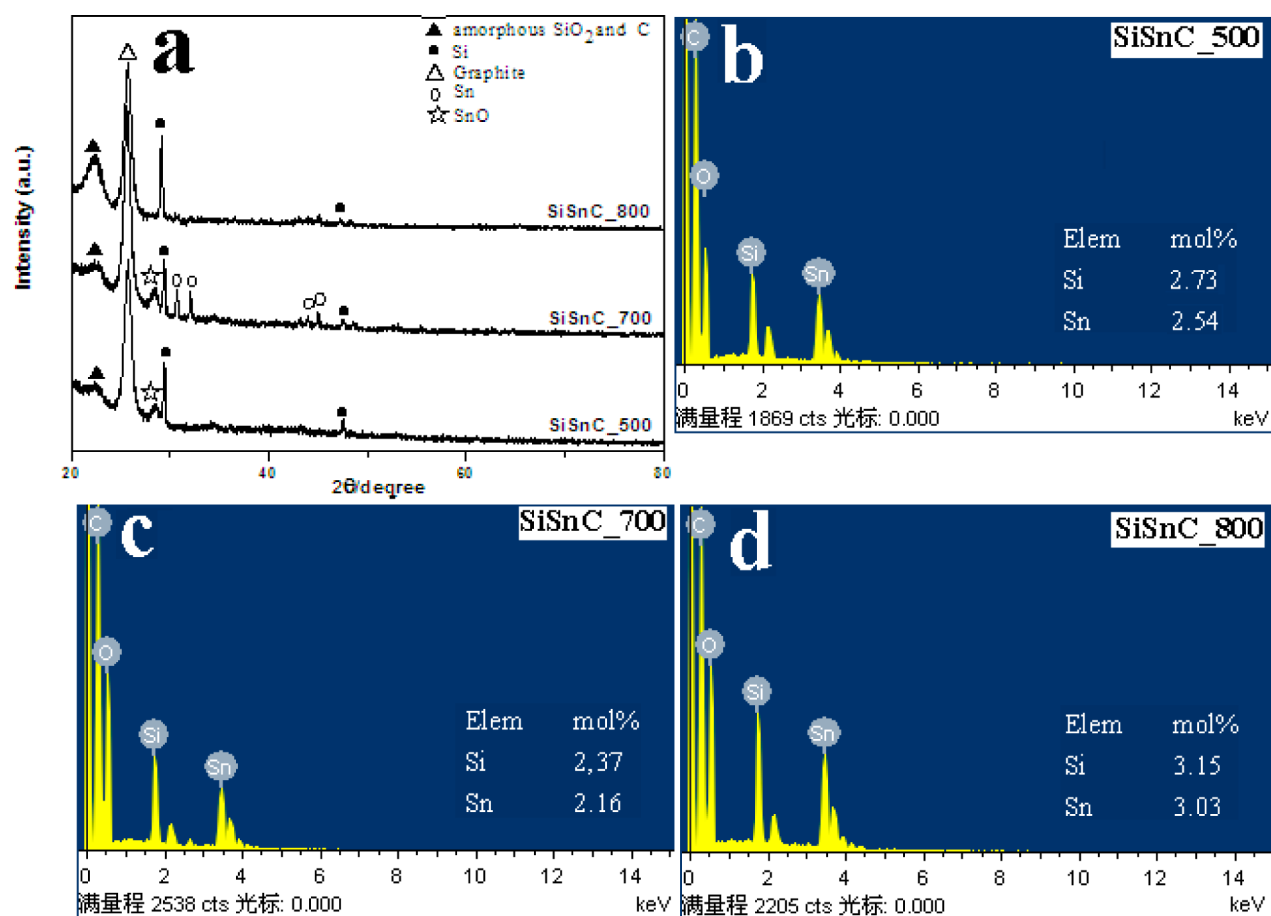 a
▲ amorphous SiO2 and C
● Si
△ Graphite
o Sn
☆ SnO
Intensity (a.u.)
SiSnC_800
SiSnC_700
SiSnC_500
20 40 60 80
2θ/degree
b
SiSnC_500
C
O
Si
Sn
Elem mol%
Si 2.73
Sn 2.54
0 2 4 6 8 10 12 14
满量程 1869 cts 光标: 0.000 keV
c
SiSnC_700
C
O
Si
Sn
Elem mol%
Si 2,37
Sn 2.16
0 2 4 6 8 10 12 14
满量程 2538 cts 光标: 0.000 keV
d
SiSnC_800
C
O
Si
Sn
Elem mol%
Si 3.15
Sn 3.03
0 2 4 6 8 10 12 14
满量程 2205 cts 光标: 0.000 keV